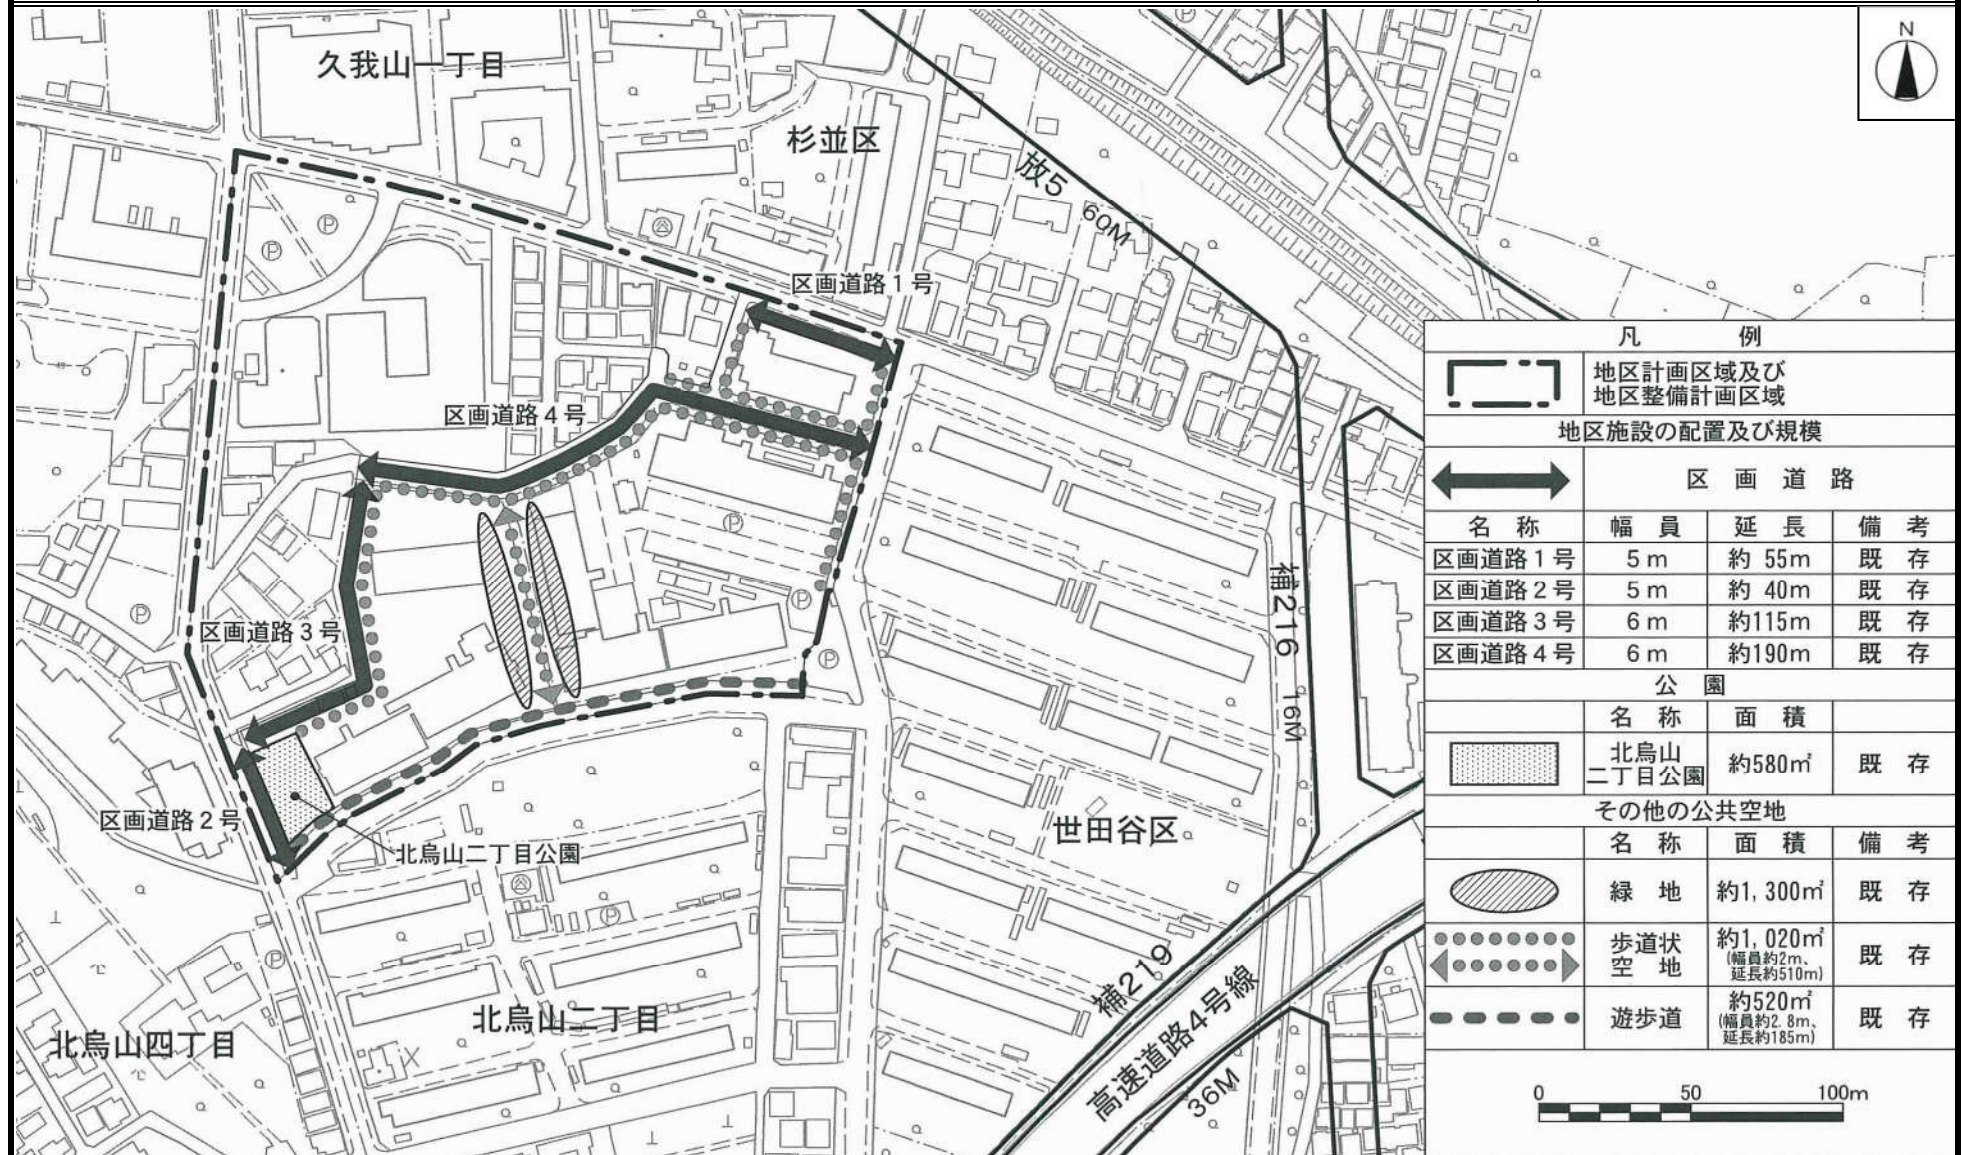 久我山一丁目
杉並区
放5
60M
N
区画道路1号
区画道路4号
区画道路3号
区画道路2号
北烏山二丁目公園
補216 16M
世田谷区
補219
高速道路4号線
36M
北烏山二丁目
北烏山四丁目
凡 例
地区計画区域及び
地区整備計画区域
地区施設の配置及び規模
区 画 道 路
名 称 幅 員 延 長 備 考
区画道路1号 5m 約 55m 既 存
区画道路2号 5m 約 40m 既 存
区画道路3号 6m 約115m 既 存
区画道路4号 6m 約190m 既 存
公 園
名 称 面 積
北烏山
二丁目公園 約580㎡ 既 存
その他の公共空地
名 称 面 積 備 考
緑 地 約1,300㎡ 既 存
歩道状
空 地
約1,020㎡
(幅員約2m、
延長約510m)
既 存
遊歩道
約520㎡
(幅員約2.8m、
延長約185m)
既 存
0 50 100m